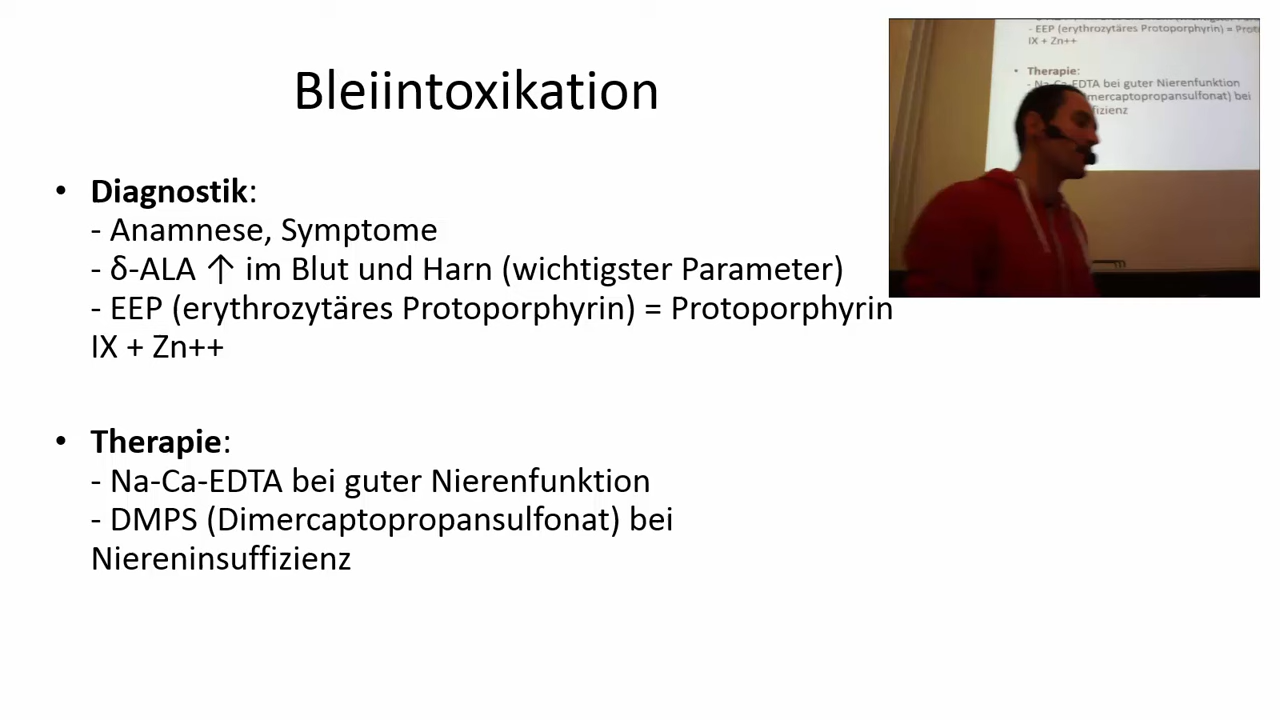 Bleiintoxikation
• Diagnostik:
- Anamnese, Symptome
- δ-ALA ↑ im Blut und Harn (wichtigster Parameter)
- EEP (erythrozytäres Protoporphyrin) = Protoporphyrin
IX + Zn++
• Therapie:
- Na-Ca-EDTA bei guter Nierenfunktion
- DMPS (Dimercaptopropansulfonat) bei
Niereninsuffizienz
- EEP (erythrozytäres Protoporphyrin) = Prot
IX + Zn++
• Therapie:
- Na-Ca-EDTA bei guter Nierenfunktion
mercaptopropansulfonat) bei
fizienz